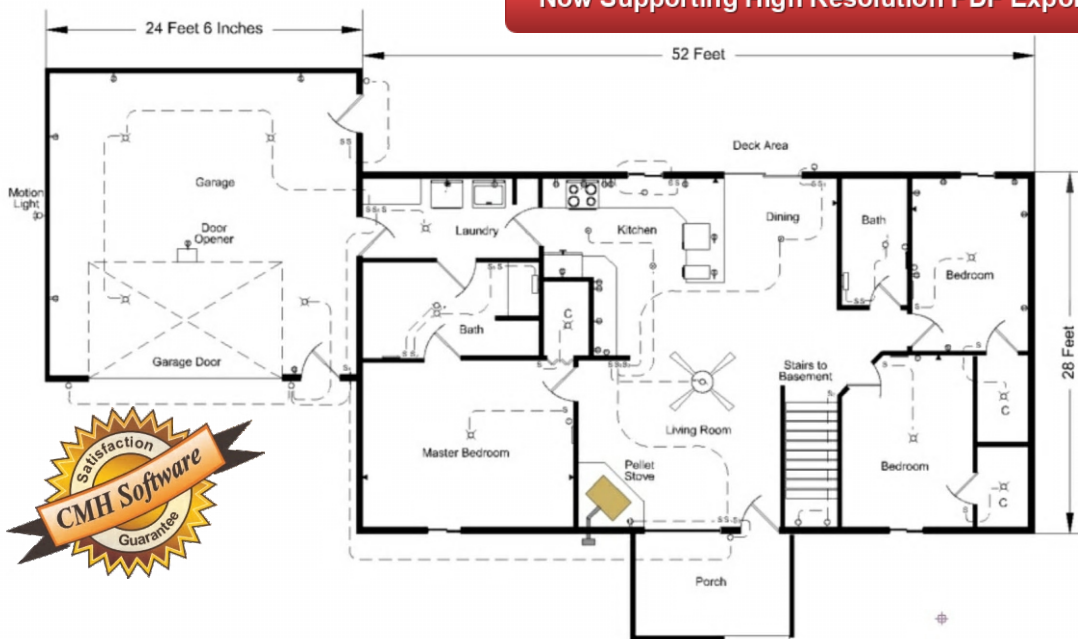 Now Supporting High Resolution PDF
24 Feet 6 Inches
52 Feet
Deck Area
Motion
Light
Garage
Door
Opener
Garage Door
Laundry
Kitchen
Dining
Bath
Bedroom
Bath
C
28 Feet
Stairs to
Basement
C
Living Room
Master Bedroom
Bedroom
Pellet
Stove
C
Porch
Satisfaction
CMH Software
Guarantee